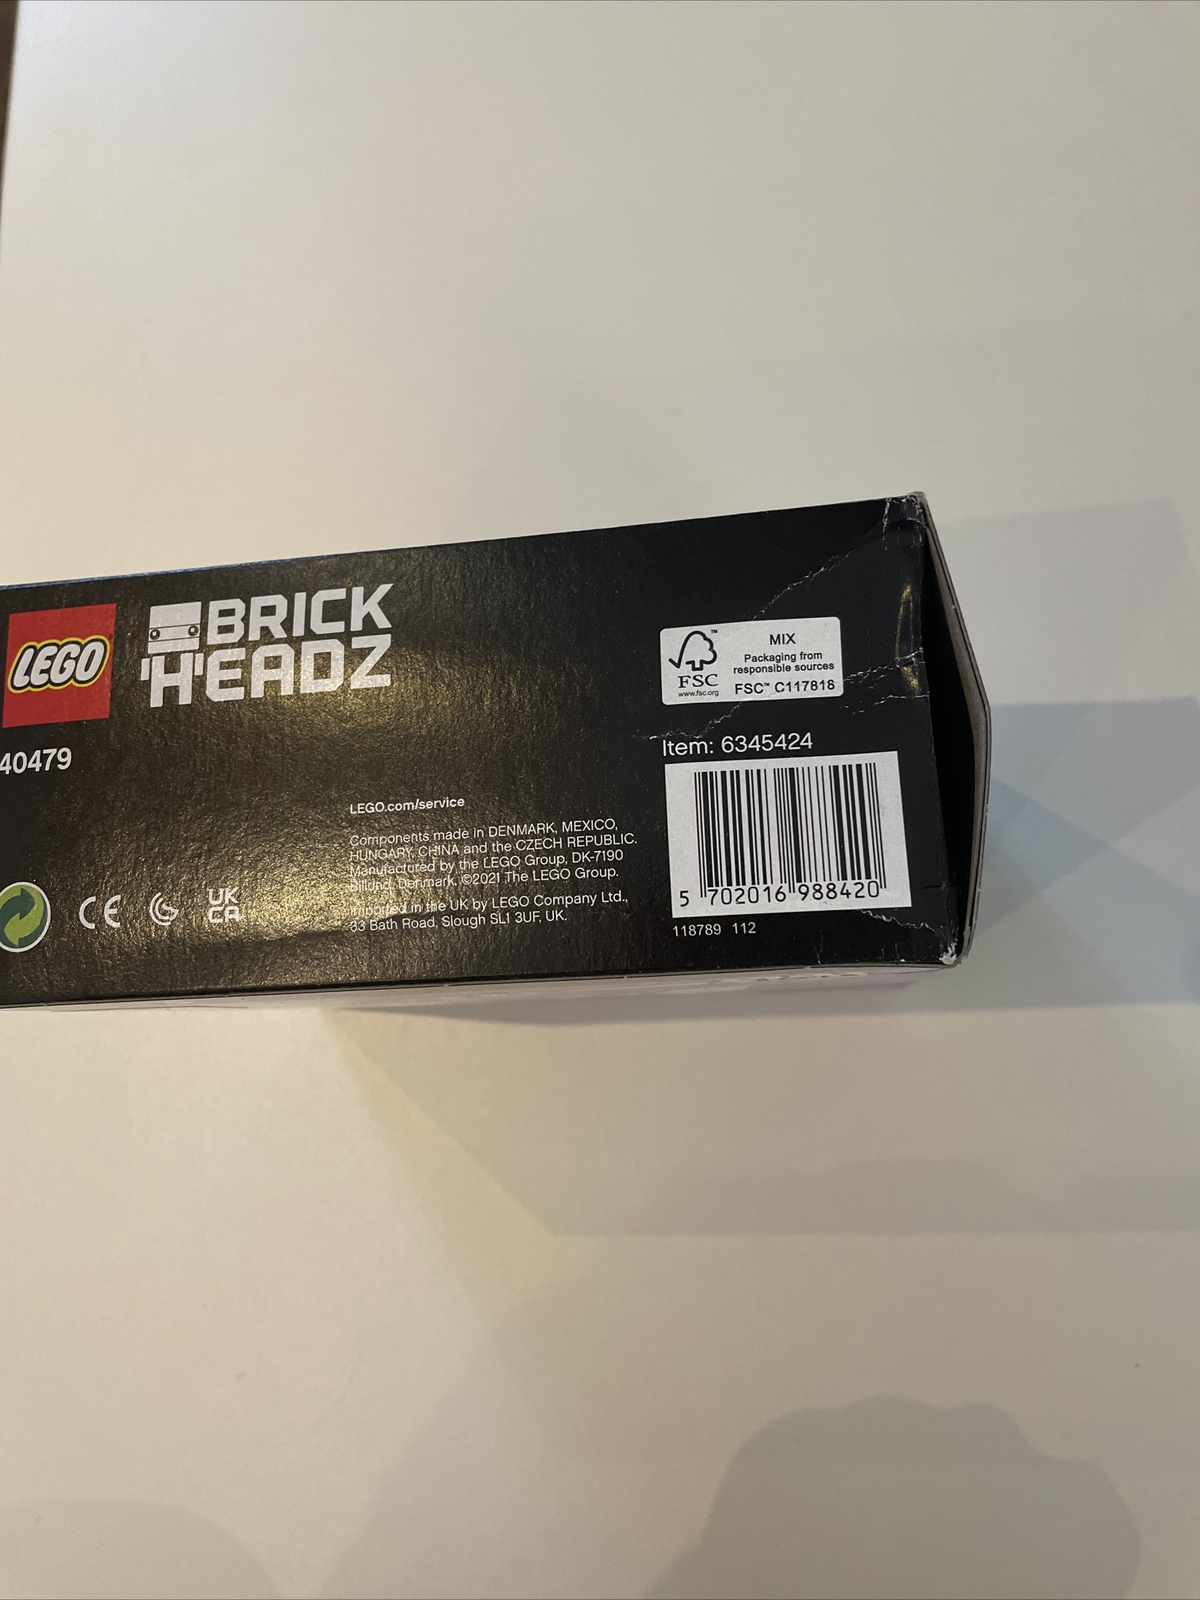 LEGO
BRICK
HEADZ
40479
MIX
Packaging from
responsible sources
FSC™ C117818
FSC
www.fsc.org
Item: 6345424
LEGO.com/service
Components made in DENMARK, MEXICO,
HUNGARY, CHINA and the CZECH REPUBLIC.
Manufactured by the LEGO Group, DK-7190
Billund, Denmark. ©2021 The LEGO Group.
Imported in the UK by LEGO Company Ltd.,
33 Bath Road, Slough SL1 3UF, UK.
CE
UK
CA
5 702016 988420
118789 112